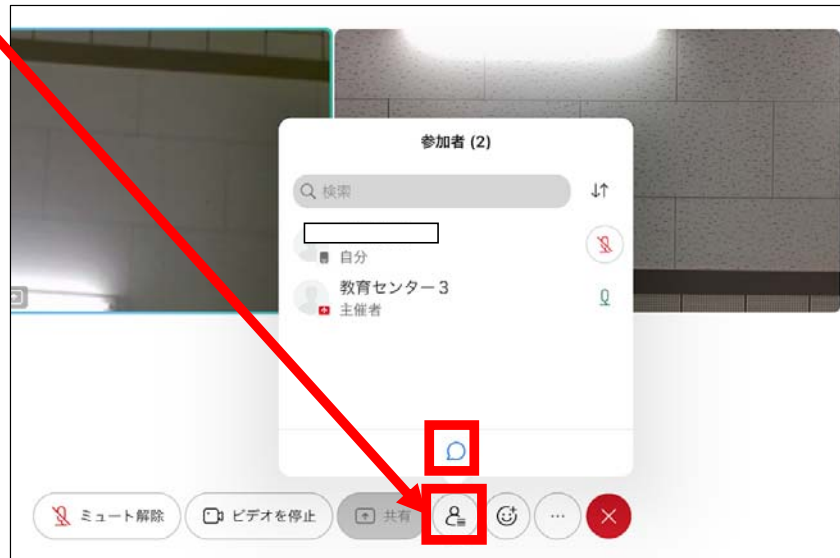 参加者 (2)
検索
自分
教育センター３
主催者
ミュート解除
ビデオを停止
共有